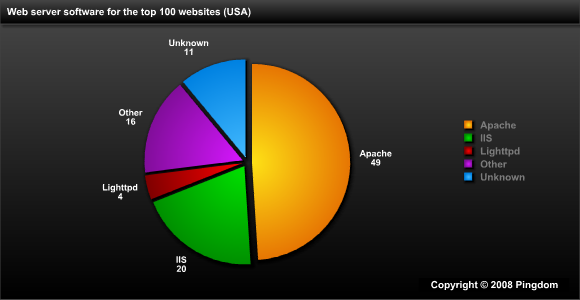 Web server software for the top 100 websites (USA)
Unknown
11
Other
16
Apache
49
Lighttpd
4
IIS
20
Apache
IIS
Lighttpd
Other
Unknown
Copyright © 2008 Pingdom